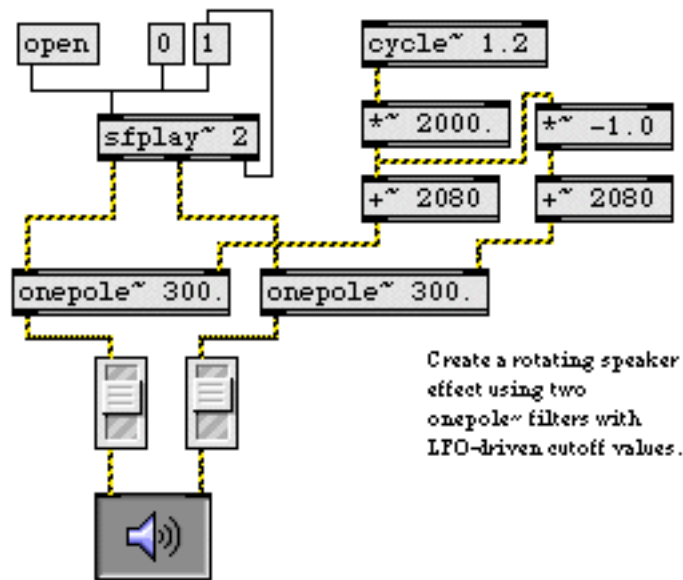 open
0
1
cycle~ 1.2
*~ 2000.
*~ -1.0
sfplay~ 2
+~ 2080
+~ 2080
onepole~ 300.
onepole~ 300.
Create a rotating speaker
effect using two
onepole~ filters with
LFO-driven cutoff values.